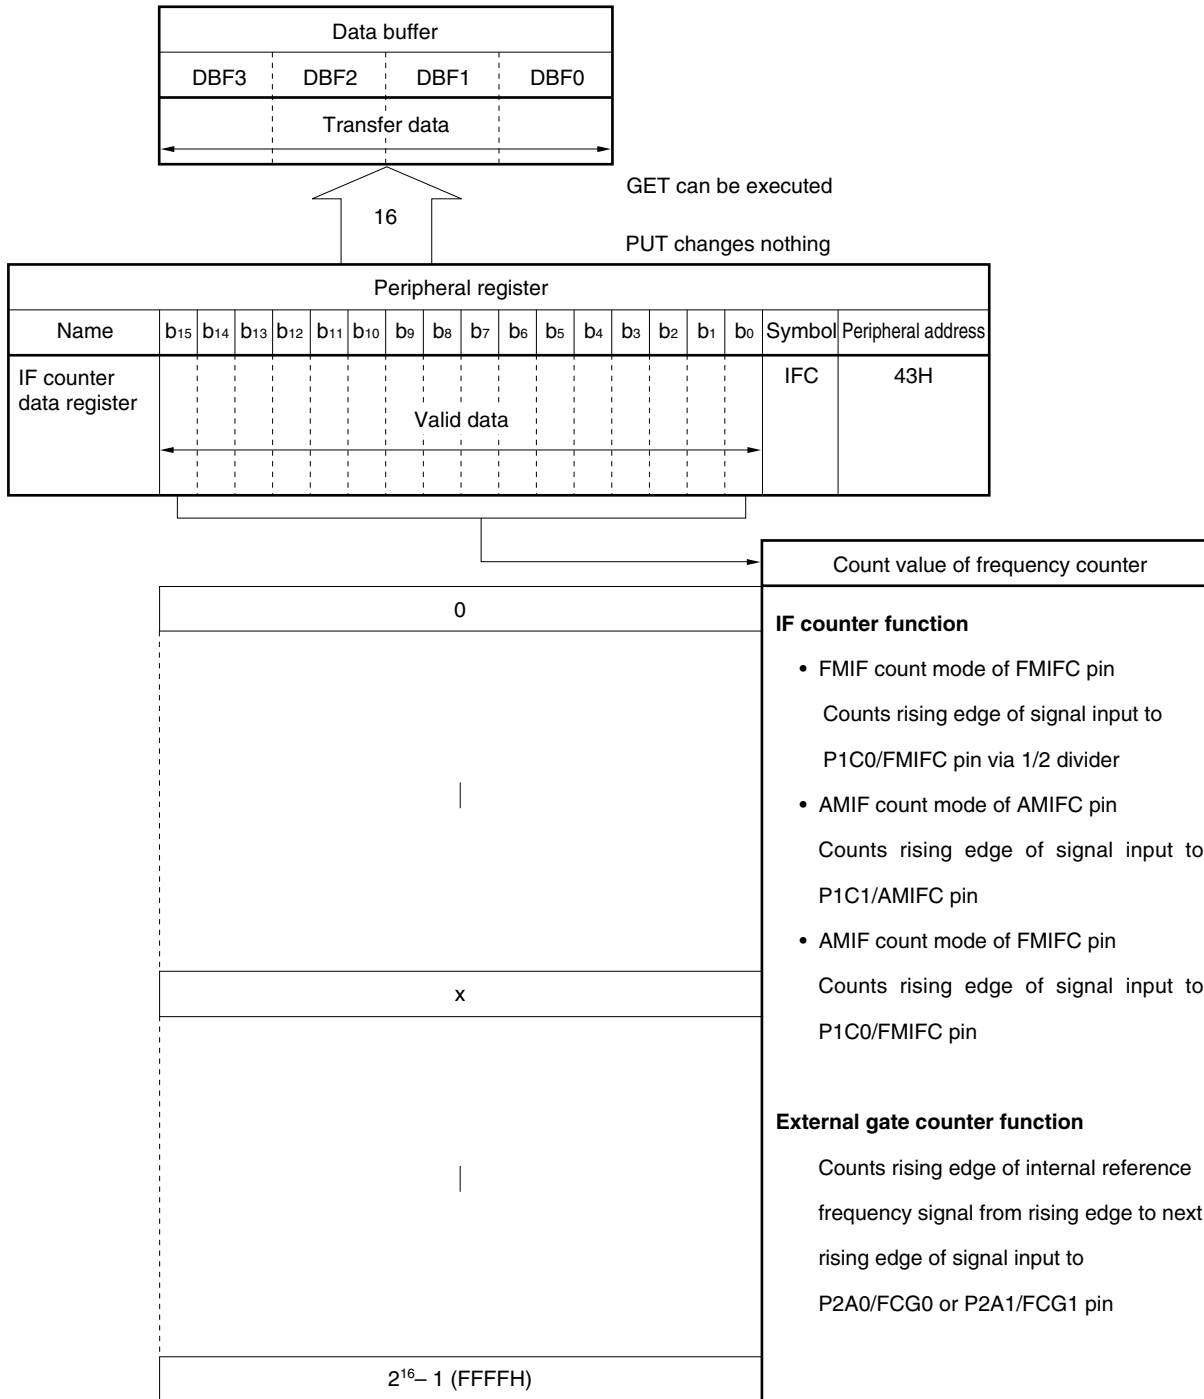 Data buffer
DBF3 DBF2 DBF1 DBF0
Transfer data
16
GET can be executed
PUT changes nothing
Peripheral register
Name b15 b14 b13 b12 b11 b10 b9 b8 b7 b6 b5 b4 b3 b2 b1 b0 Symbol Peripheral address
IF counter
data register
Valid data
IFC 43H
Count value of frequency counter
0
x
2¹⁶– 1 (FFFFH)
IF counter function
• FMIF count mode of FMIFC pin
Counts rising edge of signal input to
P1C0/FMIFC pin via 1/2 divider
• AMIF count mode of AMIFC pin
Counts rising edge of signal input to
P1C1/AMIFC pin
• AMIF count mode of FMIFC pin
Counts rising edge of signal input to
P1C0/FMIFC pin
External gate counter function
Counts rising edge of internal reference
frequency signal from rising edge to next
rising edge of signal input to
P2A0/FCG0 or P2A1/FCG1 pin